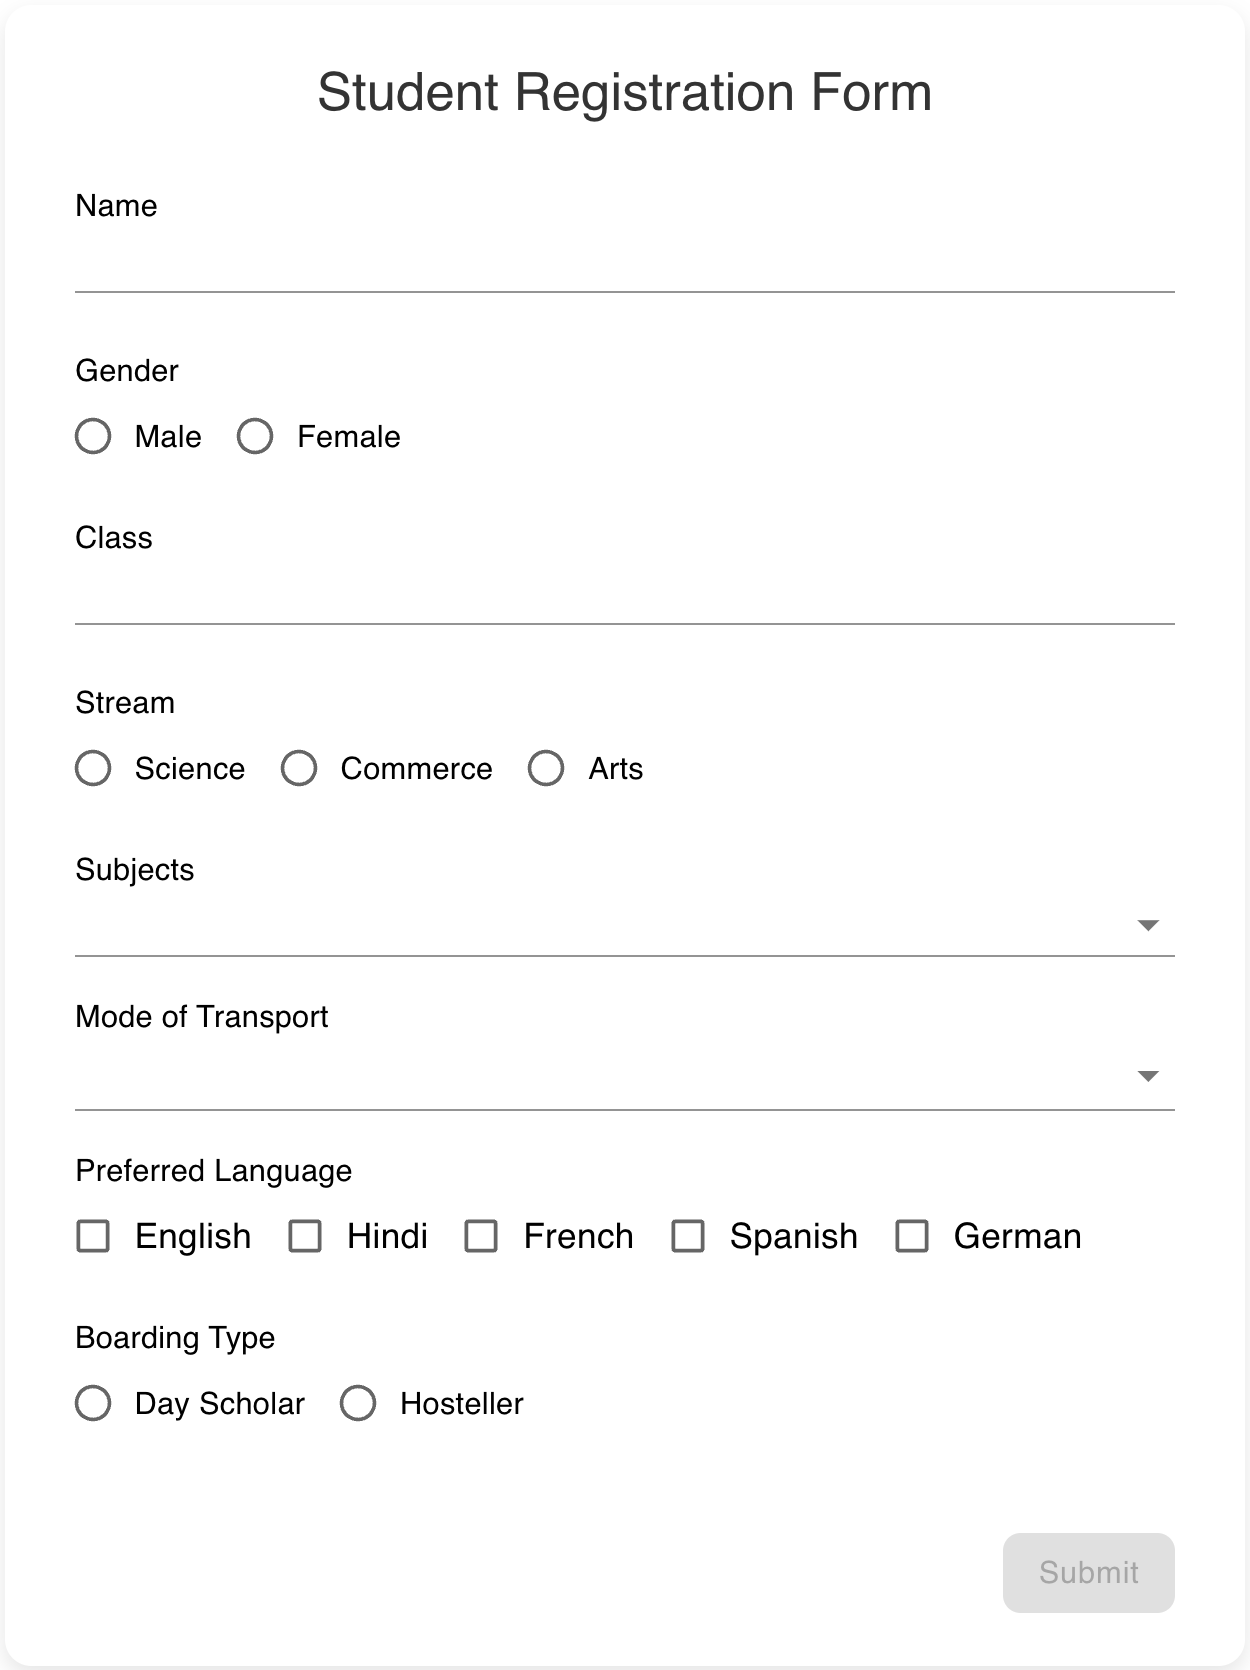 Student Registration Form
Name
Gender
Male Female
Class
Stream
Science Commerce Arts
Subjects
Mode of Transport
Preferred Language
English Hindi French Spanish German
Boarding Type
Day Scholar Hosteller
Submit